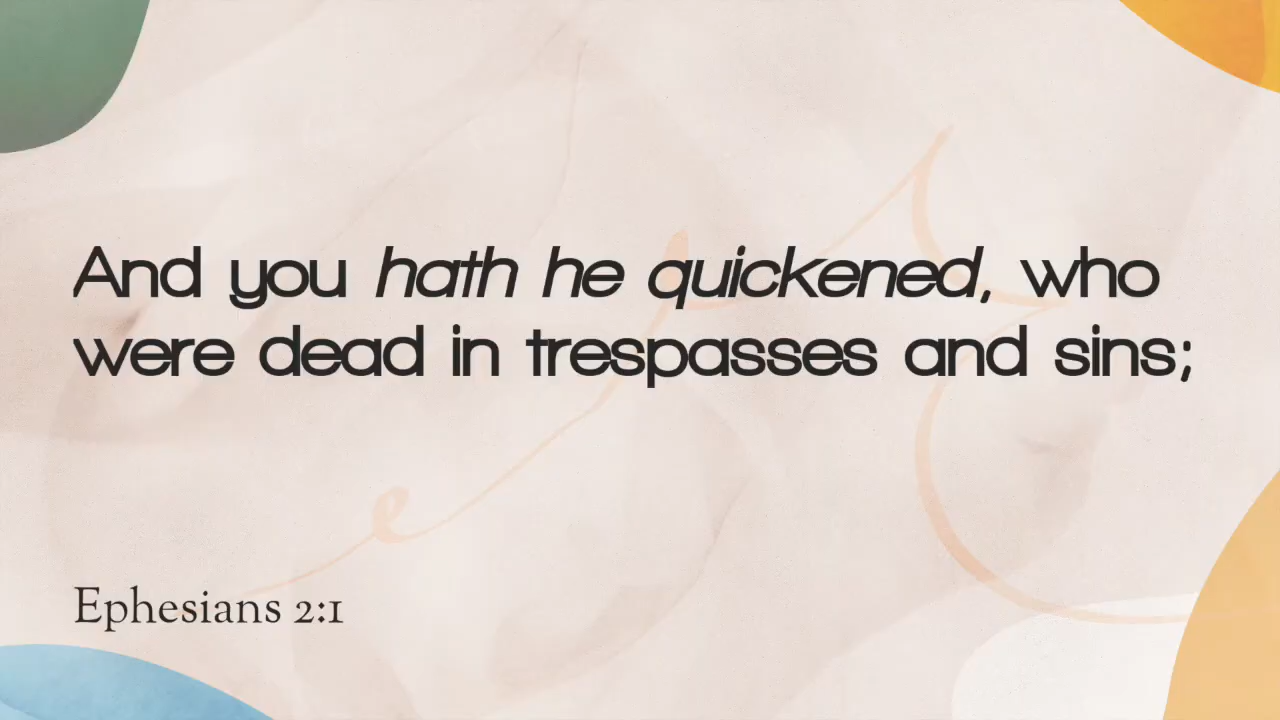 And you hath he quickened, who
were dead in trespasses and sins;
Ephesians 2:1